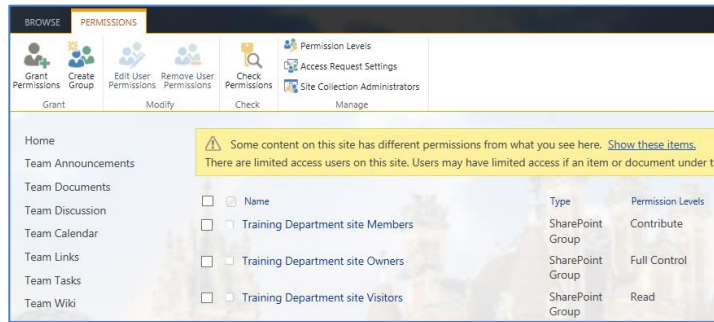 BROWSE PERMISSIONS
Grant Permissions
Create Group
Edit User Permissions
Remove User Permissions
Check Permissions
Permission Levels
Access Request Settings
Site Collection Administrators
Grant Modify Check Manage
Home
Team Announcements
Team Documents
Team Discussion
Team Calendar
Team Links
Team Tasks
Team Wiki
Some content on this site has different permissions from what you see here. Show these items.
There are limited access users on this site. Users may have limited access if an item or document under t
Name Type Permission Levels
Training Department site Members SharePoint Group Contribute
Training Department site Owners SharePoint Group Full Control
Training Department site Visitors SharePoint Group Read